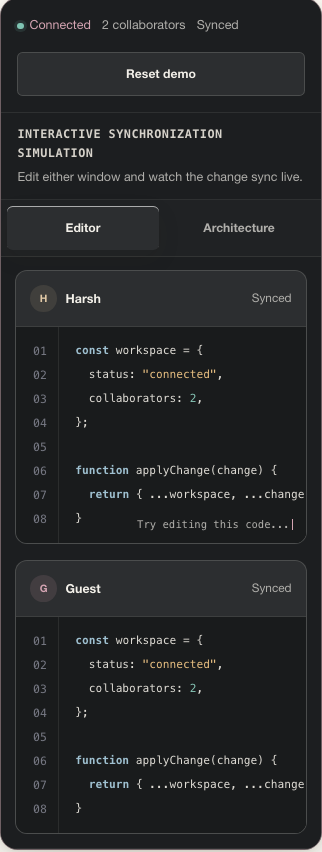 Connected 2 collaborators Synced
Reset demo
INTERACTIVE SYNCHRONIZATION
SIMULATION
Edit either window and watch the change sync live.
Editor Architecture
H Harsh Synced
01 const workspace = {
02   status: "connected",
03   collaborators: 2,
04 };
05
06 function applyChange(change) {
07   return { ...workspace, ...change
08 }
Try editing this code...|
G Guest Synced
01 const workspace = {
02   status: "connected",
03   collaborators: 2,
04 };
05
06 function applyChange(change) {
07   return { ...workspace, ...change
08 }